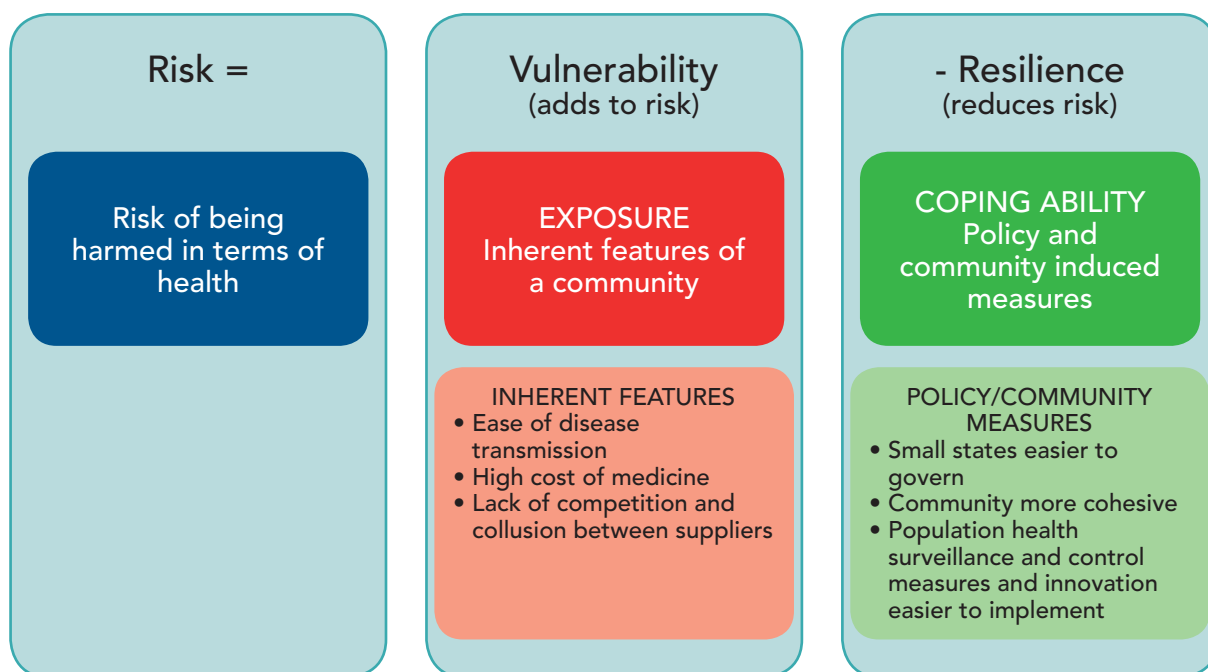 Risk =
Risk of being
harmed in terms of
health
Vulnerability
(adds to risk)
EXPOSURE
Inherent features of
a community
INHERENT FEATURES
• Ease of disease
transmission
• High cost of medicine
• Lack of competition and
collusion between suppliers
- Resilience
(reduces risk)
COPING ABILITY
Policy and
community induced
measures
POLICY/COMMUNITY
MEASURES
• Small states easier to
govern
• Community more cohesive
• Population health
surveillance and control
measures and innovation
easier to implement